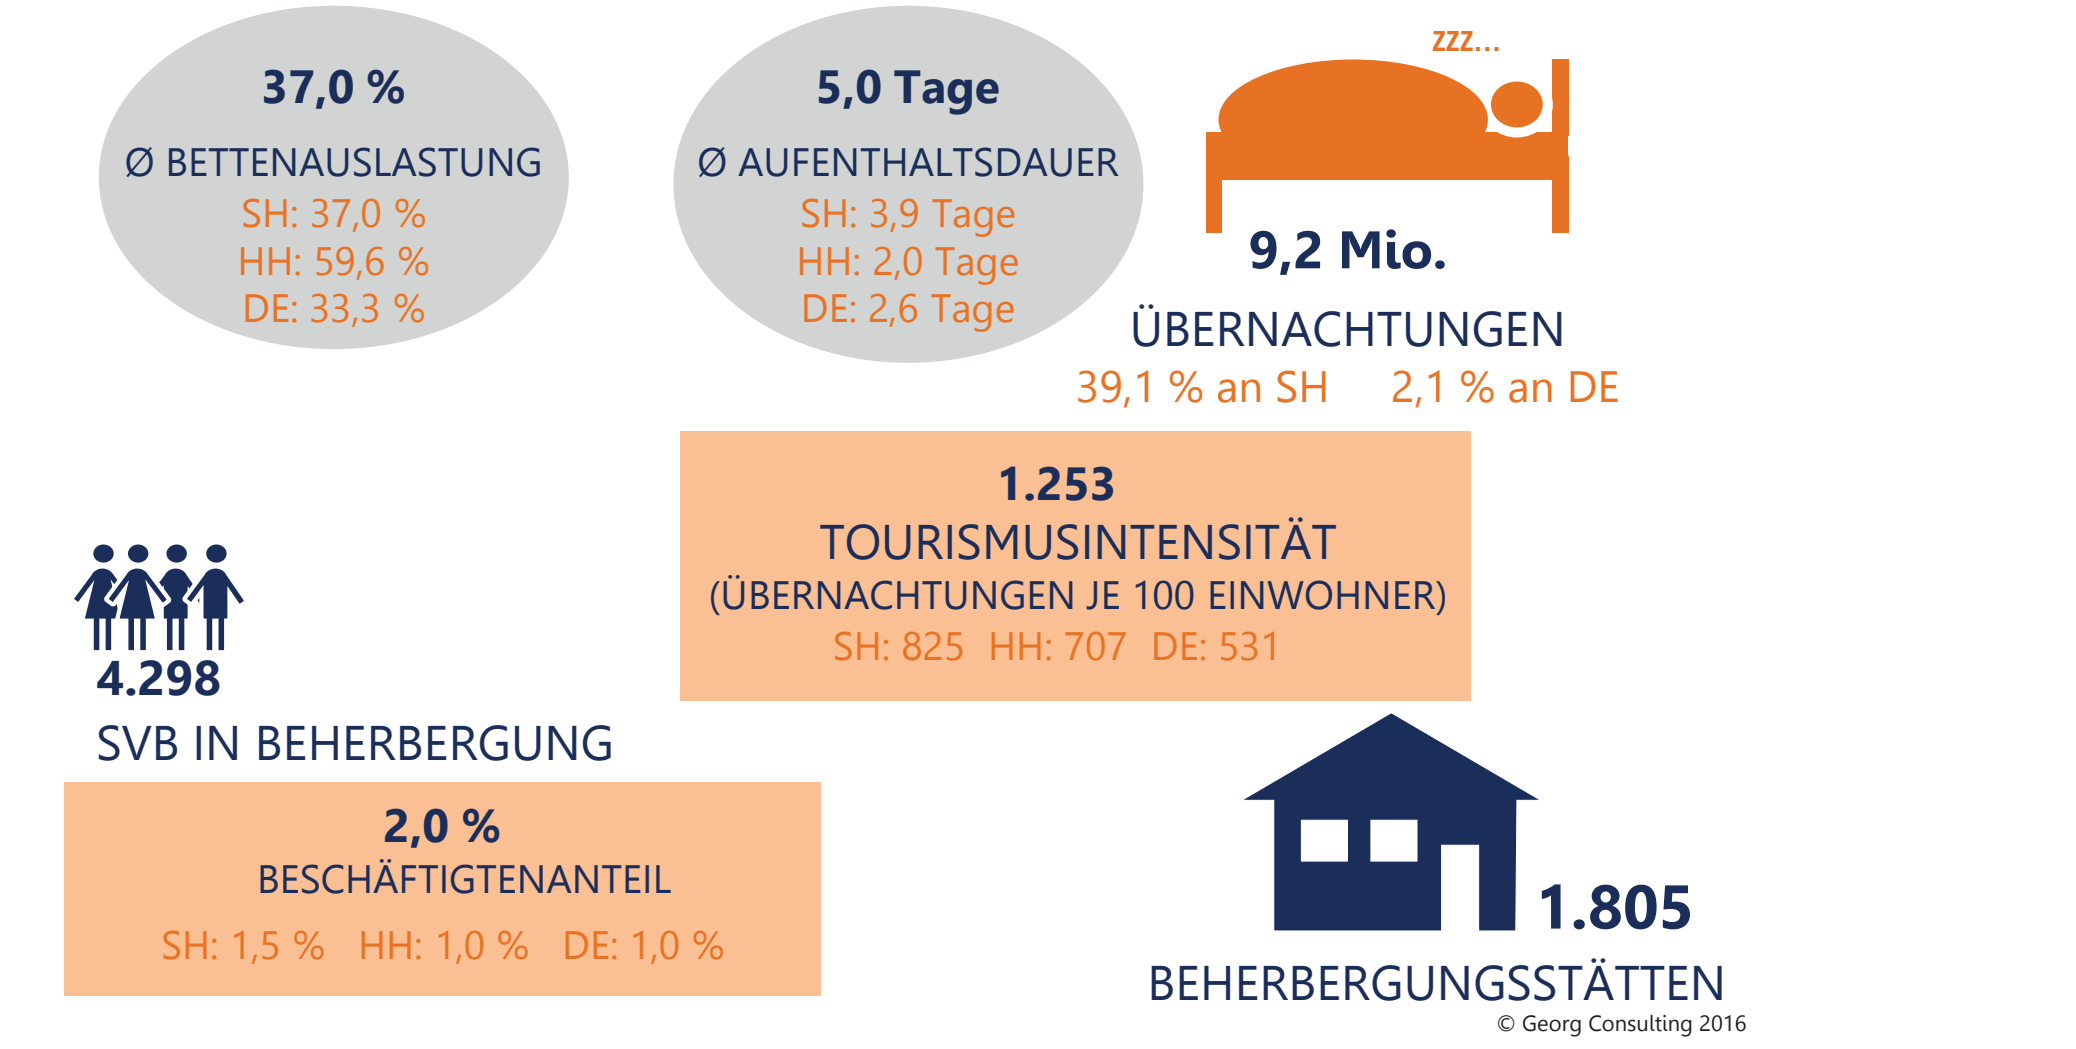 37,0 %
Ø BETTENAUSLASTUNG
SH: 37,0 %
HH: 59,6 %
DE: 33,3 %
5,0 Tage
Ø AUFENTHALTSDAUER
SH: 3,9 Tage
HH: 2,0 Tage
DE: 2,6 Tage
zzz...
9,2 Mio.
ÜBERNACHTUNGEN
39,1 % an SH 2,1 % an DE
1.253
TOURISMUSINTENSITÄT
(ÜBERNACHTUNGEN JE 100 EINWOHNER)
SH: 825 HH: 707 DE: 531
4.298
SVB IN BEHERBERGUNG
2,0 %
BESCHÄFTIGTENANTEIL
SH: 1,5 % HH: 1,0 % DE: 1,0 %
1.805
BEHERBERGUNGSSTÄTTEN
© Georg Consulting 2016